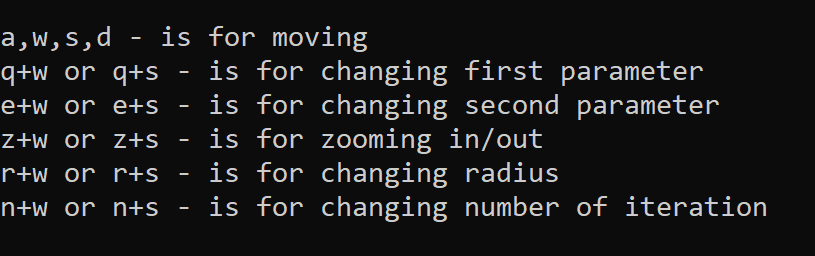 a,w,s,d - is for moving
q+w or q+s - is for changing first parameter
e+w or e+s - is for changing second parameter
z+w or z+s - is for zooming in/out
r+w or r+s - is for changing radius
n+w or n+s - is for changing number of iteration